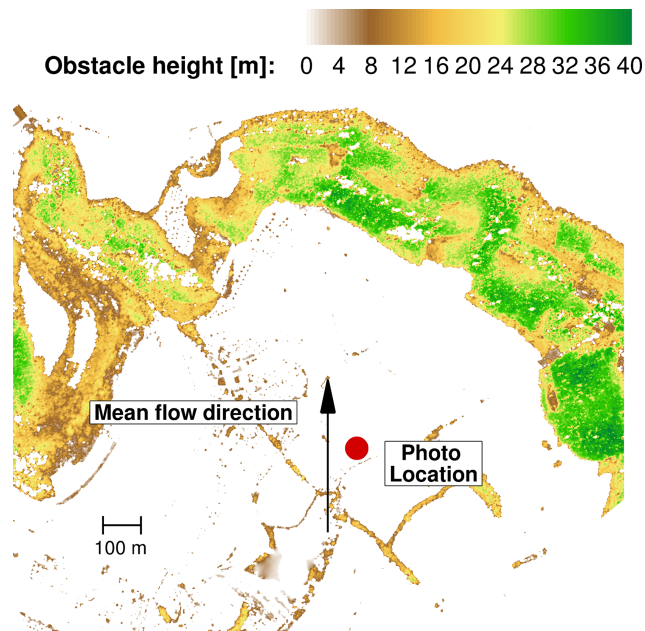 Obstacle height [m]: 0 4 8 12 16 20 24 28 32 36 40
Mean flow direction
Photo
Location
100 m